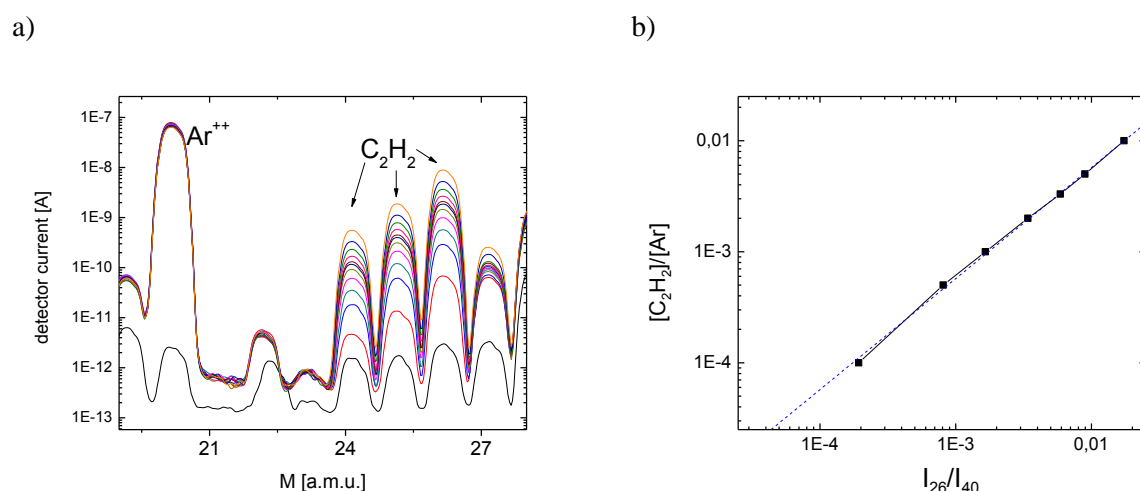 a)
b)
1E-7
1E-8
1E-9
1E-10
1E-11
1E-12
1E-13
detector current [A]
Ar++
C2H2
21
24
27
M [a.m.u.]
0,01
1E-3
1E-4
[C2H2]/[Ar]
1E-4
1E-3
0,01
I26/I40